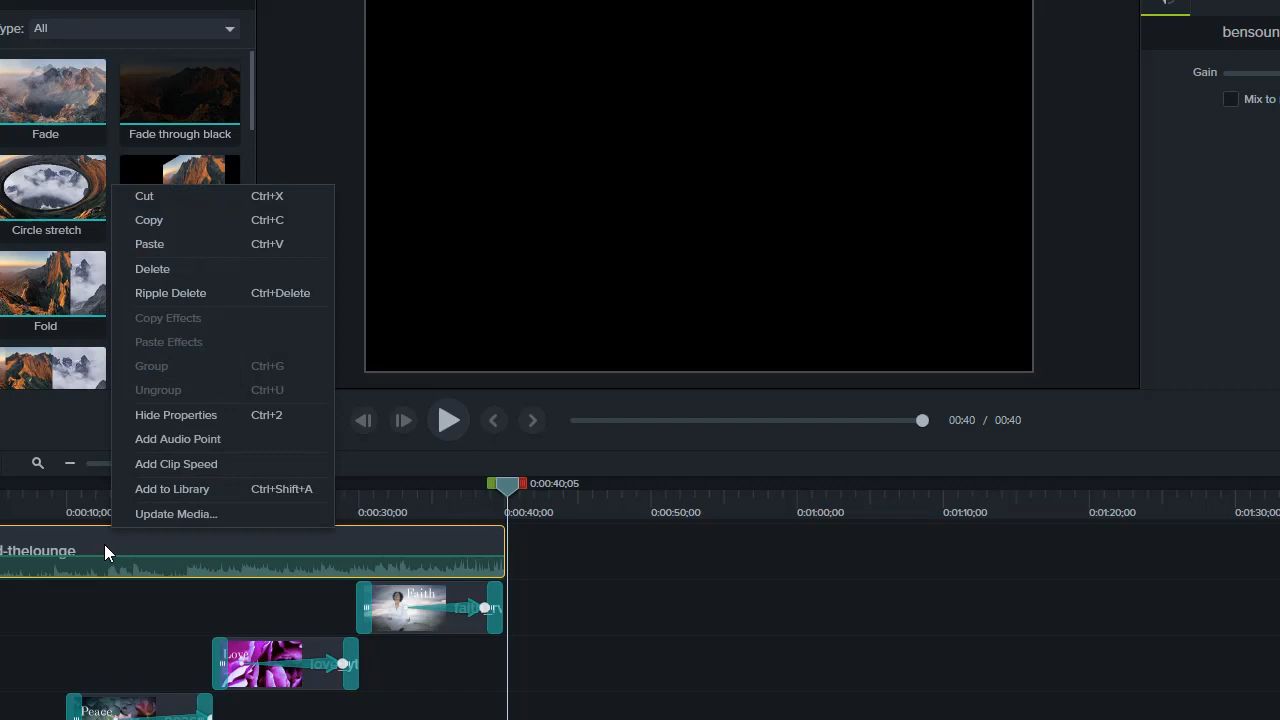 Type: All
bensoun
Gain
Mix to
Fade
Fade through black
Circle stretch
Fold
Cut Ctrl+X
Copy Ctrl+C
Paste Ctrl+V
Delete
Ripple Delete Ctrl+Delete
Copy Effects
Paste Effects
Group Ctrl+G
Ungroup Ctrl+U
Hide Properties Ctrl+2
Add Audio Point
Add Clip Speed
Add to Library Ctrl+Shift+A
Update Media...
00:40 / 00:40
0:00:40;05
0:00:10;00 0:00:30;00 0:00:40;00 0:00:50;00 0:01:00;00 0:01:10;00 0:01:20;00 0:01:30;00
d-thelounge
Faith
Love
Peace